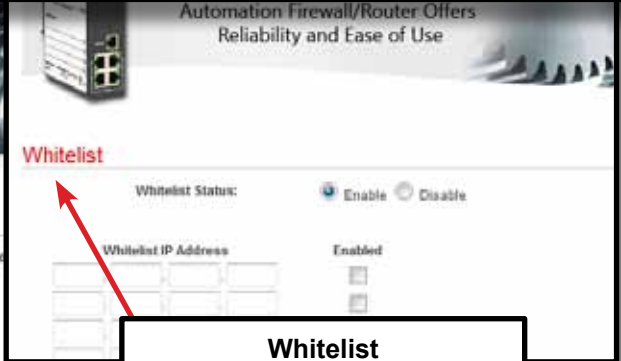 Automation Firewall/Router Offers
Reliability and Ease of Use
Whitelist
Whitelist Status: Enable Disable
Whitelist IP Address Enabled
Whitelist